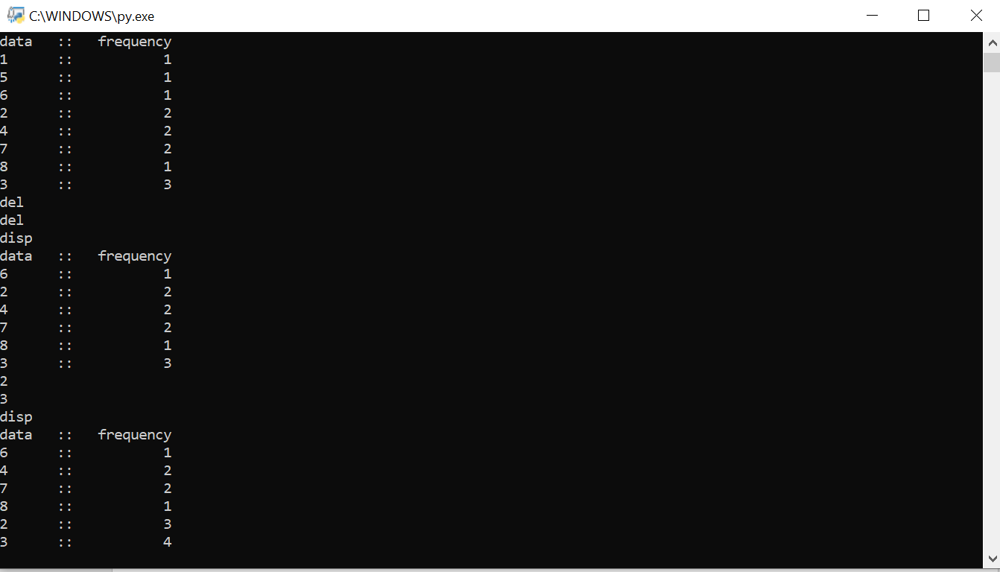 C:\WINDOWS\py.exe
data :: frequency
1 :: 1
5 :: 1
6 :: 1
2 :: 2
4 :: 2
7 :: 2
8 :: 1
3 :: 3
del
del
disp
data :: frequency
6 :: 1
2 :: 2
4 :: 2
7 :: 2
8 :: 1
3 :: 3
2
3
disp
data :: frequency
6 :: 1
4 :: 2
7 :: 2
8 :: 1
2 :: 3
3 :: 4